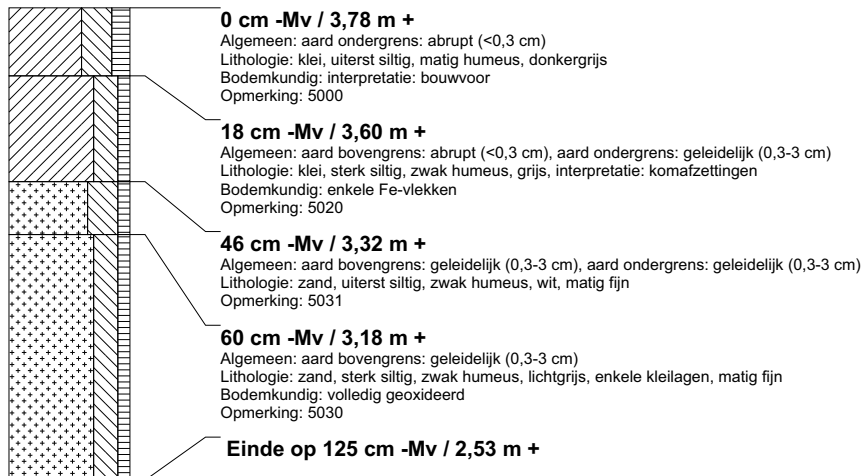 0 cm -Mv / 3,78 m +
Algemeen: aard ondergrens: abrupt (<0,3 cm)
Lithologie: klei, uiterst siltig, matig humeus, donkergrijs
Bodemkundig: interpretatie: bouwvoor
Opmerking: 5000
18 cm -Mv / 3,60 m +
Algemeen: aard bovengrens: abrupt (<0,3 cm), aard ondergrens: geleidelijk (0,3-3 cm)
Lithologie: klei, sterk siltig, zwak humeus, grijs, interpretatie: komafzettingen
Bodemkundig: enkele Fe-vlekken
Opmerking: 5020
46 cm -Mv / 3,32 m +
Algemeen: aard bovengrens: geleidelijk (0,3-3 cm), aard ondergrens: geleidelijk (0,3-3 cm)
Lithologie: zand, uiterst siltig, zwak humeus, wit, matig fijn
Opmerking: 5031
60 cm -Mv / 3,18 m +
Algemeen: aard bovengrens: geleidelijk (0,3-3 cm)
Lithologie: zand, sterk siltig, zwak humeus, lichtgrijs, enkele kleilagen, matig fijn
Bodemkundig: volledig geoxideerd
Opmerking: 5030
Einde op 125 cm -Mv / 2,53 m +